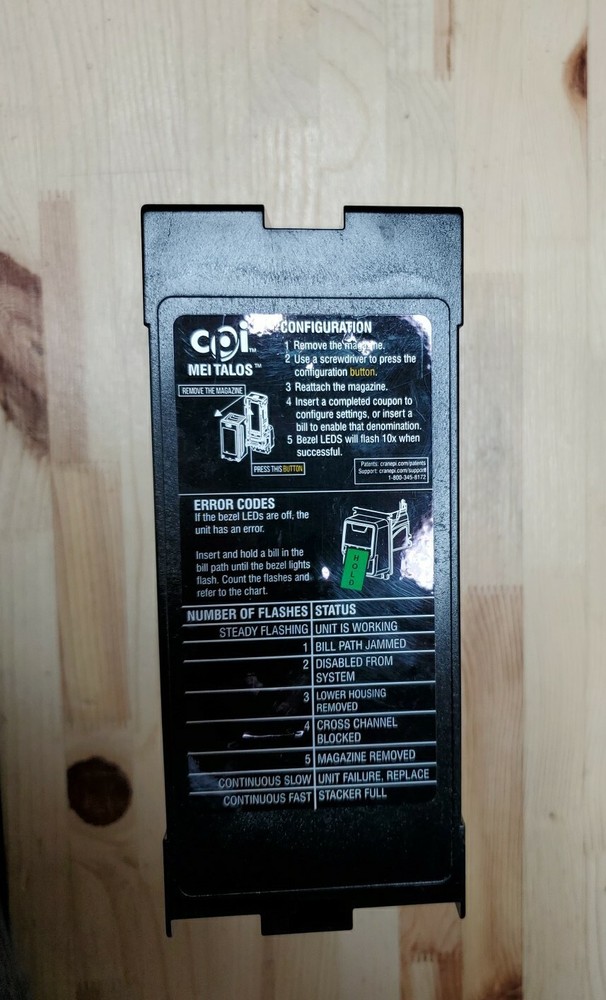 cpi™
MEI TALOS™
CONFIGURATION
1 Remove the magazine.
2 Use a screwdriver to press the
configuration button.
3 Reattach the magazine.
4 Insert a completed coupon to
configure settings, or insert a
bill to enable that denomination.
5 Bezel LEDS will flash 10x when
successful.
REMOVE THE MAGAZINE
PRESS THIS BUTTON
Patents: cranepi.com/patents
Support: cranepi.com/support
1-800-345-8172
ERROR CODES
If the bezel LEDs are off, the
unit has an error.
Insert and hold a bill in the
bill path until the bezel lights
flash. Count the flashes and
refer to the chart.
HOLD
NUMBER OF FLASHES STATUS
STEADY FLASHING UNIT IS WORKING
1 BILL PATH JAMMED
2 DISABLED FROM
SYSTEM
3 LOWER HOUSING
REMOVED
4 CROSS CHANNEL
BLOCKED
5 MAGAZINE REMOVED
CONTINUOUS SLOW UNIT FAILURE, REPLACE
CONTINUOUS FAST STACKER FULL